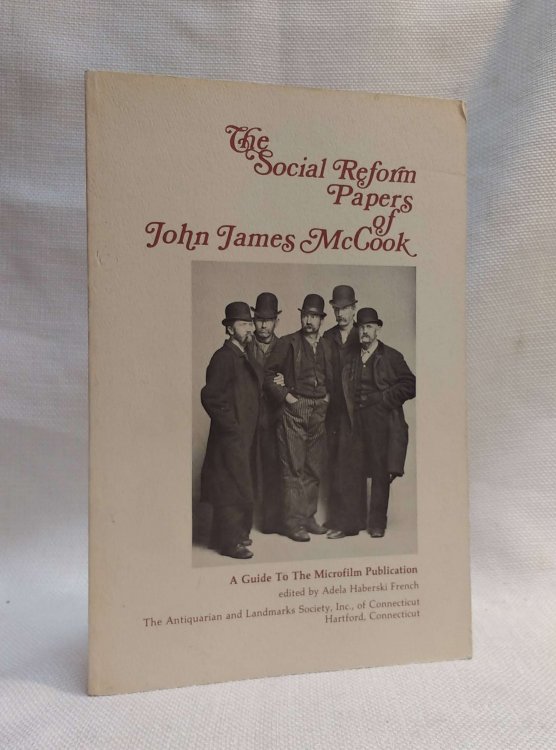 The
Social Reform
Papers
of
John James McCook
A Guide To The Microfilm Publication
edited by Adela Haberski French
The Antiquarian and Landmarks Society, Inc., of Connecticut
Hartford, Connecticut